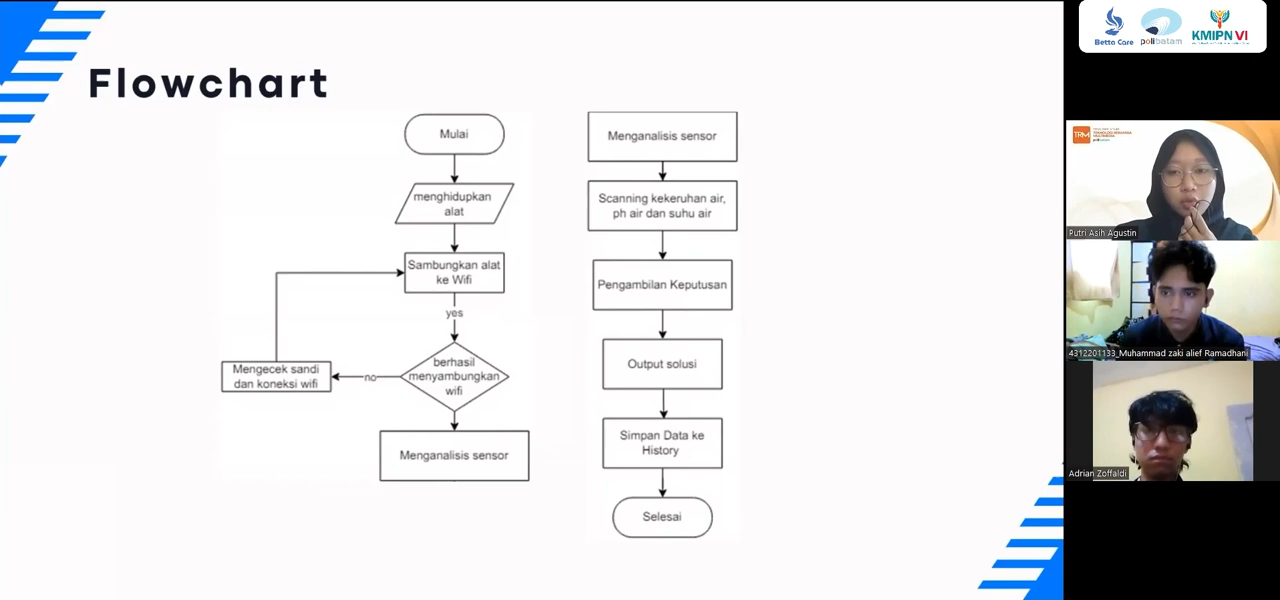 Flowchart
Mulai
menghidupkan
alat
Sambungkan alat
ke Wifi
yes
berhasil
menyambungkan
wifi
no
Mengecek sandi
dan koneksi wifi
Menganalisis sensor
Menganalisis sensor
Scanning kekeruhan air,
ph air dan suhu air
Pengambilan Keputusan
Output solusi
Simpan Data ke
History
Selesai
Betta Care
polibatam
KMIPN VI
TRM
Putri Asih Agustin
4312201133_Muhammad zaki alief Ramadhani
Adrian Zoffaldi